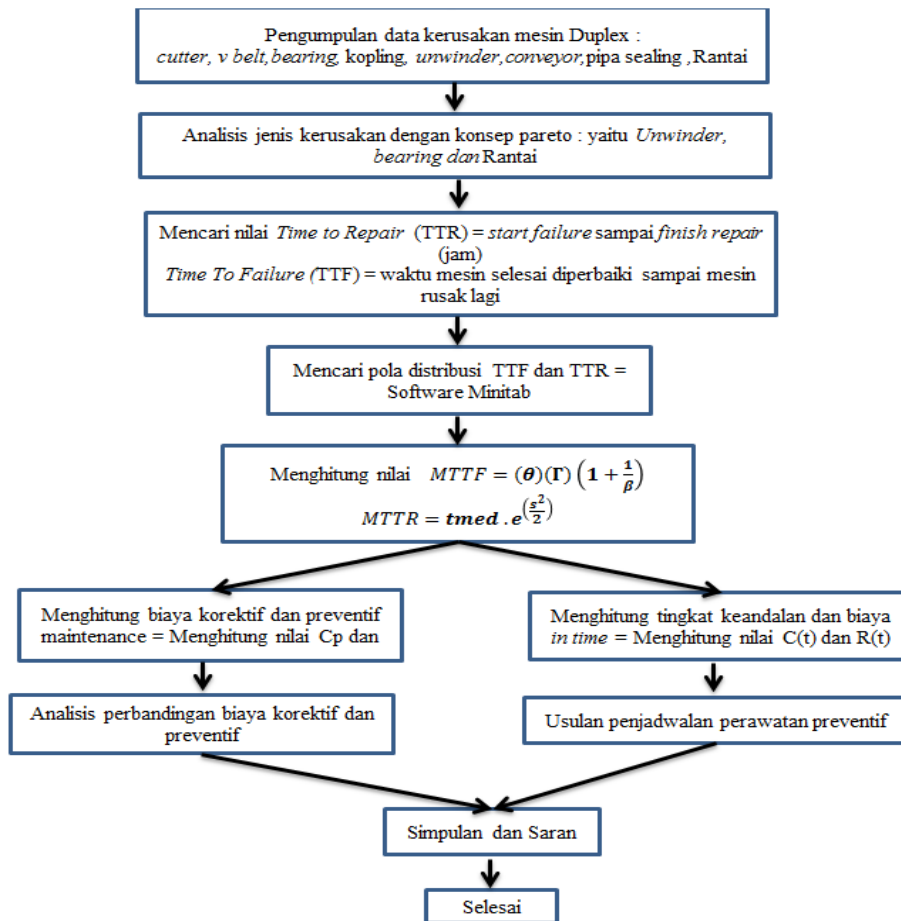 Pengumpulan data kerusakan mesin Duplex :
cutter, v belt, bearing, kopling, unwinder,conveyor,pipa sealing ,Rantai
Analisis jenis kerusakan dengan konsep pareto : yaitu Unwinder,
bearing dan Rantai
Mencari nilai Time to Repair (TTR) = start failure sampai finish repair
(jam)
Time To Failure (TTF) = waktu mesin selesai diperbaiki sampai mesin
rusak lagi
Mencari pola distribusi TTF dan TTR =
Software Minitab
Menghitung nilai MTTF = (θ)(Γ) (1 + 1/β)
MTTR = tmed . e^(s²/2)
Menghitung biaya korektif dan preventif
maintenance = Menghitung nilai Cp dan
Menghitung tingkat keandalan dan biaya
in time = Menghitung nilai C(t) dan R(t)
Analisis perbandingan biaya korektif dan
preventif
Usulan penjadwalan perawatan preventif
Simpulan dan Saran
Selesai